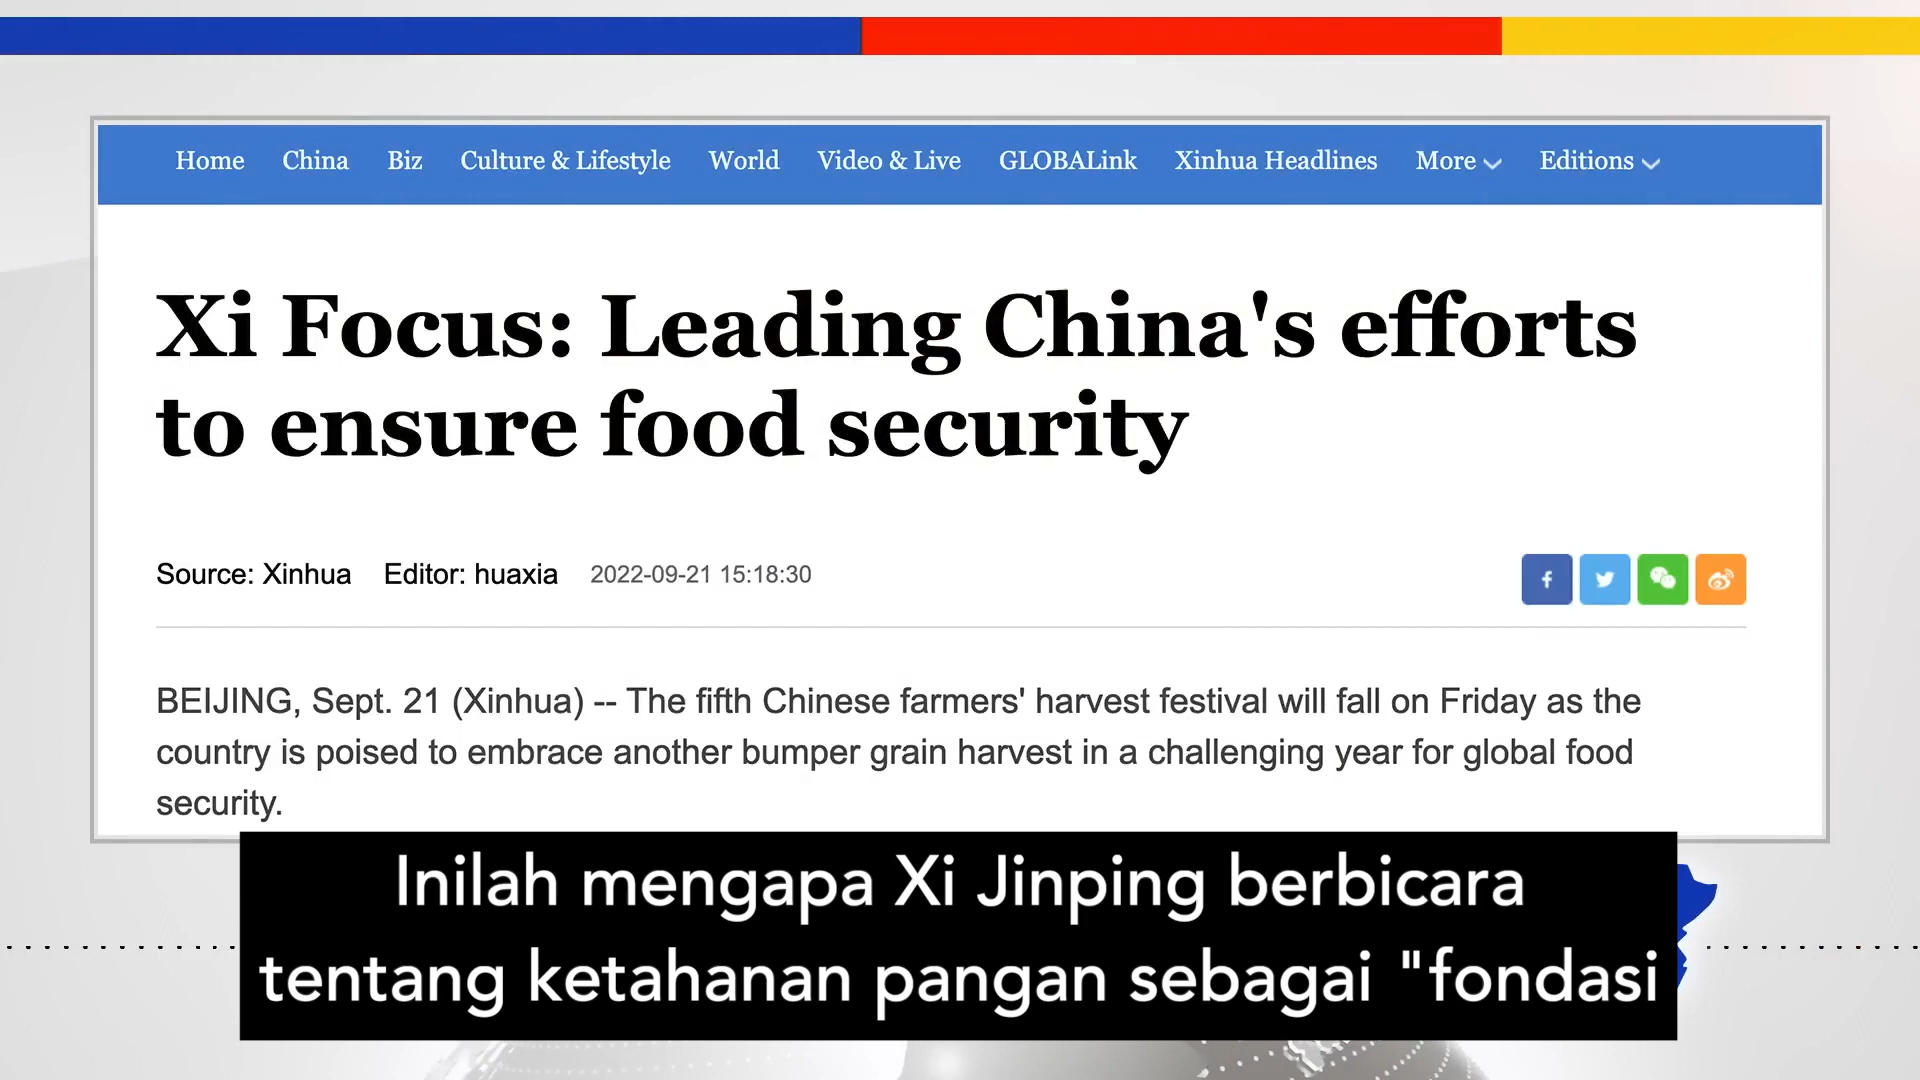 Home China Biz Culture & Lifestyle World Video & Live GLOBALink Xinhua Headlines More Editions
Xi Focus: Leading China's efforts
to ensure food security
Source: Xinhua Editor: huaxia 2022-09-21 15:18:30
BEIJING, Sept. 21 (Xinhua) -- The fifth Chinese farmers' harvest festival will fall on Friday as the
country is poised to embrace another bumper grain harvest in a challenging year for global food
security.
Inilah mengapa Xi Jinping berbicara
tentang ketahanan pangan sebagai "fondasi